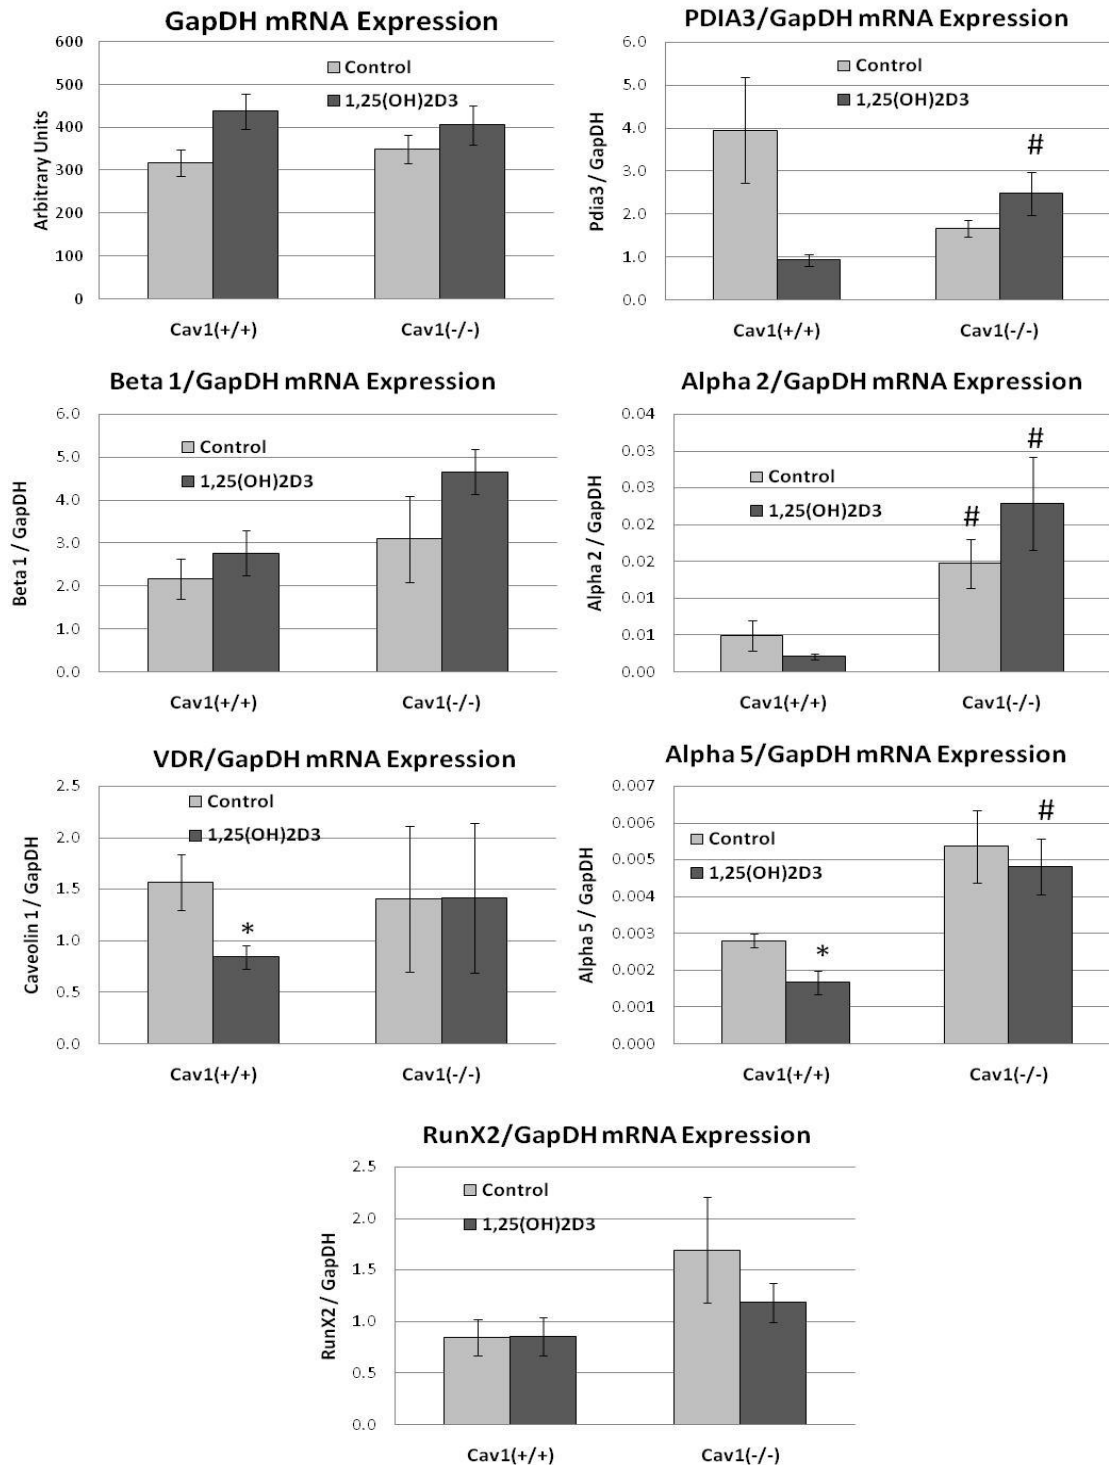 GapDH mRNA Expression
Arbitrary Units
600
500
400
300
200
100
0
Control
1,25(OH)2D3
Cav1(+/+)
Cav1(-/-)
PDIA3/GapDH mRNA Expression
Pdia3 / GapDH
6.0
5.0
4.0
3.0
2.0
1.0
0.0
Control
1,25(OH)2D3
#
Cav1(+/+)
Cav1(-/-)
Beta 1/GapDH mRNA Expression
Beta 1 / GapDH
6.0
5.0
4.0
3.0
2.0
1.0
0.0
Control
1,25(OH)2D3
Cav1(+/+)
Cav1(-/-)
Alpha 2/GapDH mRNA Expression
Alpha 2 / GapDH
0.04
0.03
0.03
0.02
0.02
0.01
0.01
0.00
Control
1,25(OH)2D3
#
#
Cav1(+/+)
Cav1(-/-)
VDR/GapDH mRNA Expression
Caveolin 1 / GapDH
2.5
2.0
1.5
1.0
0.5
0.0
Control
1,25(OH)2D3
*
Cav1(+/+)
Cav1(-/-)
Alpha 5/GapDH mRNA Expression
Alpha 5 / GapDH
0.007
0.006
0.005
0.004
0.003
0.002
0.001
0.000
Control
1,25(OH)2D3
*
#
Cav1(+/+)
Cav1(-/-)
RunX2/GapDH mRNA Expression
RunX2 / GapDH
2.5
2.0
1.5
1.0
0.5
0.0
Control
1,25(OH)2D3
Cav1(+/+)
Cav1(-/-)